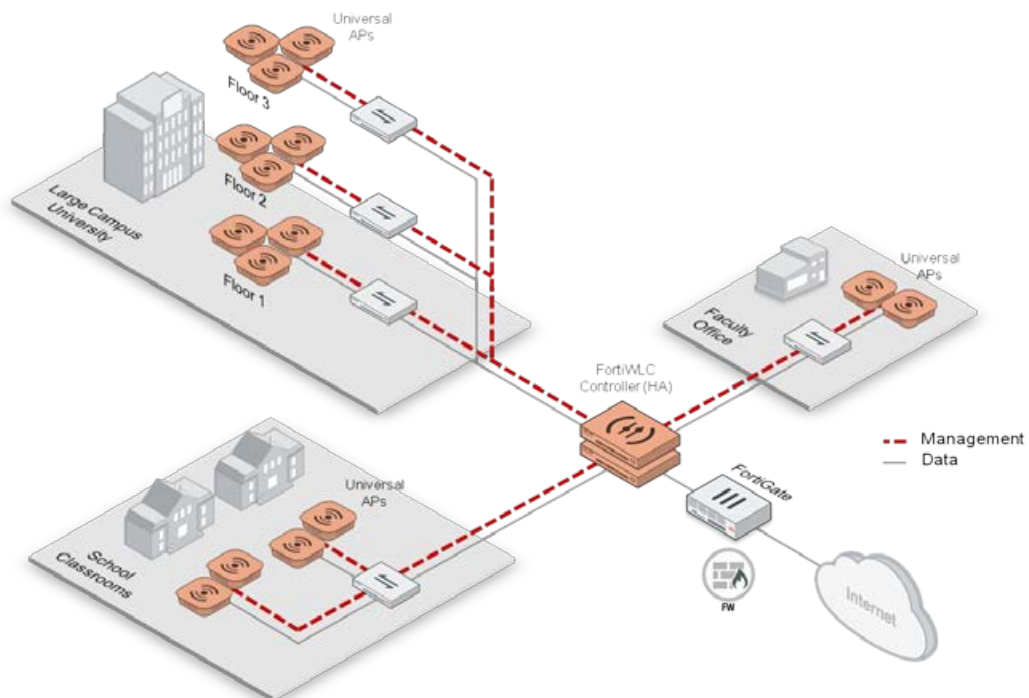 Universal
APs
Floor 3
Floor 2
Floor 1
Large Campus
University
Universal
APs
Faculty
Office
FortiWLC
Controller (HA)
Management
Data
FortiGate
FW
Internet
Universal
APs
School
Classrooms